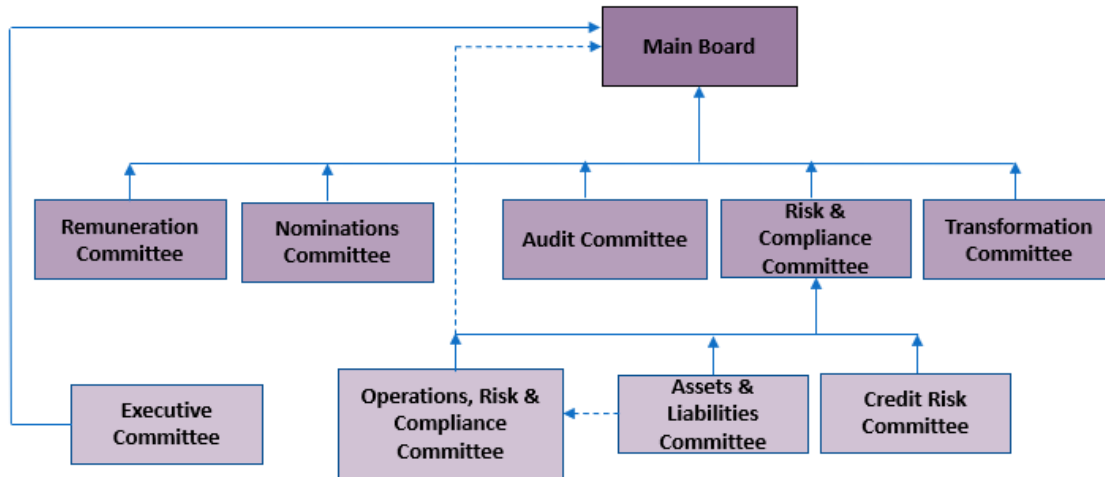 Main Board
Remuneration
Committee
Nominations
Committee
Audit Committee
Risk &
Compliance
Committee
Transformation
Committee
Executive
Committee
Operations, Risk &
Compliance
Committee
Assets &
Liabilities
Committee
Credit Risk
Committee